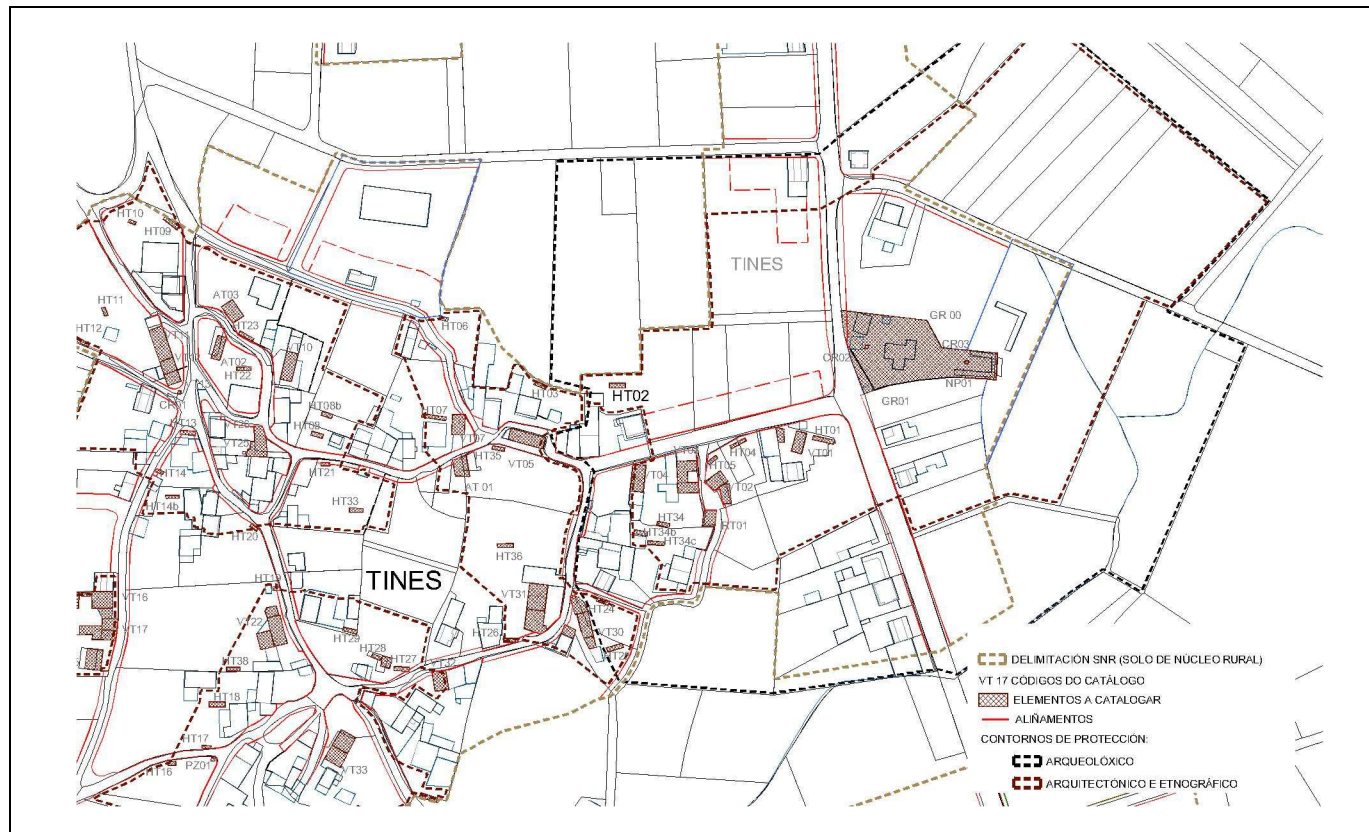 HT10
HT09
HT11
HT12
AT03
HT23
VT10
AT02
HT22
HT06
HT03
HT02
HT07
VT07
HT08b
HT35
VT05
AT 01
HT21
HT33
HT14b
HT20
HT36
TINES
TINES
GR 00
CR02
CR03
NP01
GR01
HT01
VT01
HT04
HT05
VT02
VT04
HT34
HT34b
HT34c
VT16
VT17
VT22
HT29
HT28
HT27
HT26
VT31
HT24
VT30
HT38
HT18
HT17
HT16
PZ01
VT33
DELIMITACIÓN SNR (SOLO DE NÚCLEO RURAL)
VT 17 CÓDIGOS DO CATÁLOGO
ELEMENTOS A CATALOGAR
ALIÑAMENTOS
CONTORNOS DE PROTECCIÓN:
ARQUEOLÓXICO
ARQUITECTÓNICO E ETNOGRÁFICO